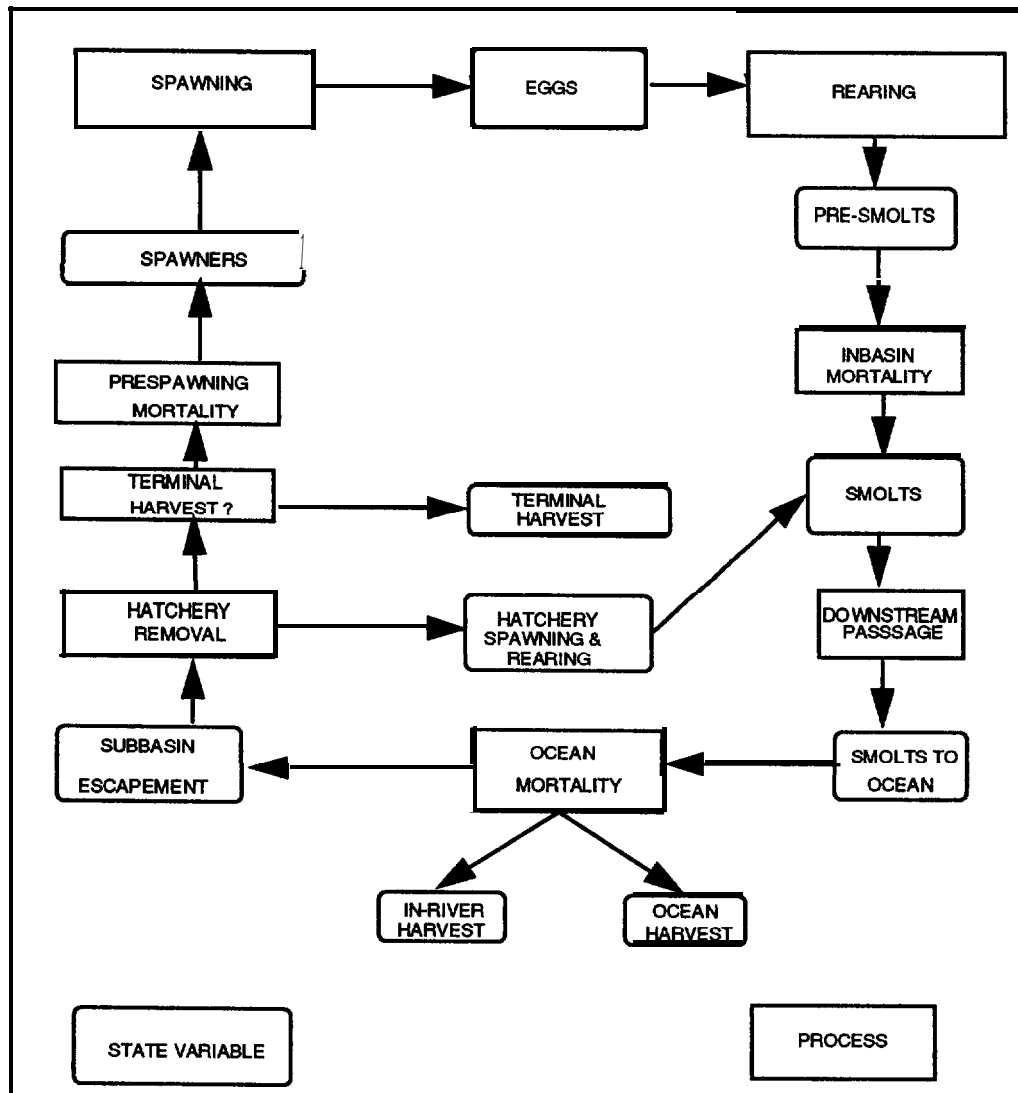 SPAWNING
EGGS
REARING
PRE-SMOLTS
SPAWNERS
INBASIN
MORTALITY
PRESPAWNING
MORTALITY
TERMINAL
HARVEST ?
TERMINAL
HARVEST
SMOLTS
HATCHERY
REMOVAL
HATCHERY
SPAWNING &
REARING
DOWNSTREAM
PASSSAGE
SUBBASIN
ESCAPEMENT
OCEAN
MORTALITY
SMOLTS TO
OCEAN
IN-RIVER
HARVEST
OCEAN
HARVEST
STATE VARIABLE
PROCESS